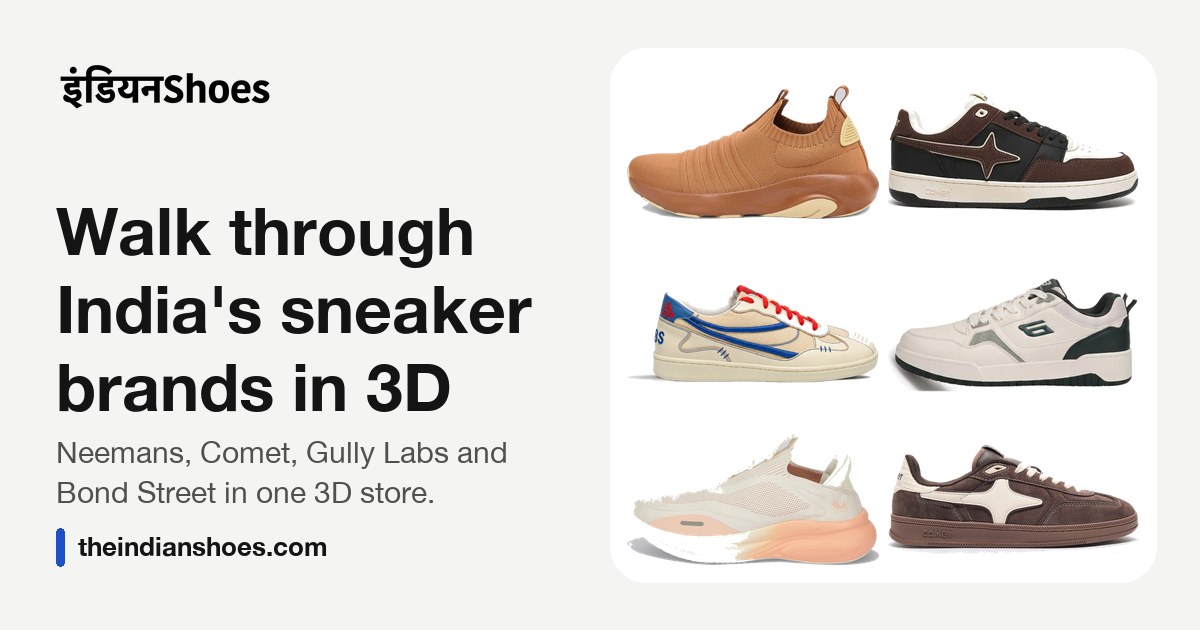 इंडियनShoes
Walk through
India's sneaker
brands in 3D
Neemans, Comet, Gully Labs and
Bond Street in one 3D store.
theindianshoes.com